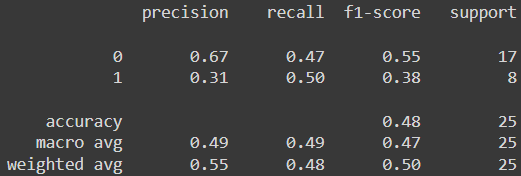 precision recall f1-score support
0 0.67 0.47 0.55 17
1 0.31 0.50 0.38 8
accuracy 0.48 25
macro avg 0.49 0.49 0.47 25
weighted avg 0.55 0.48 0.50 25